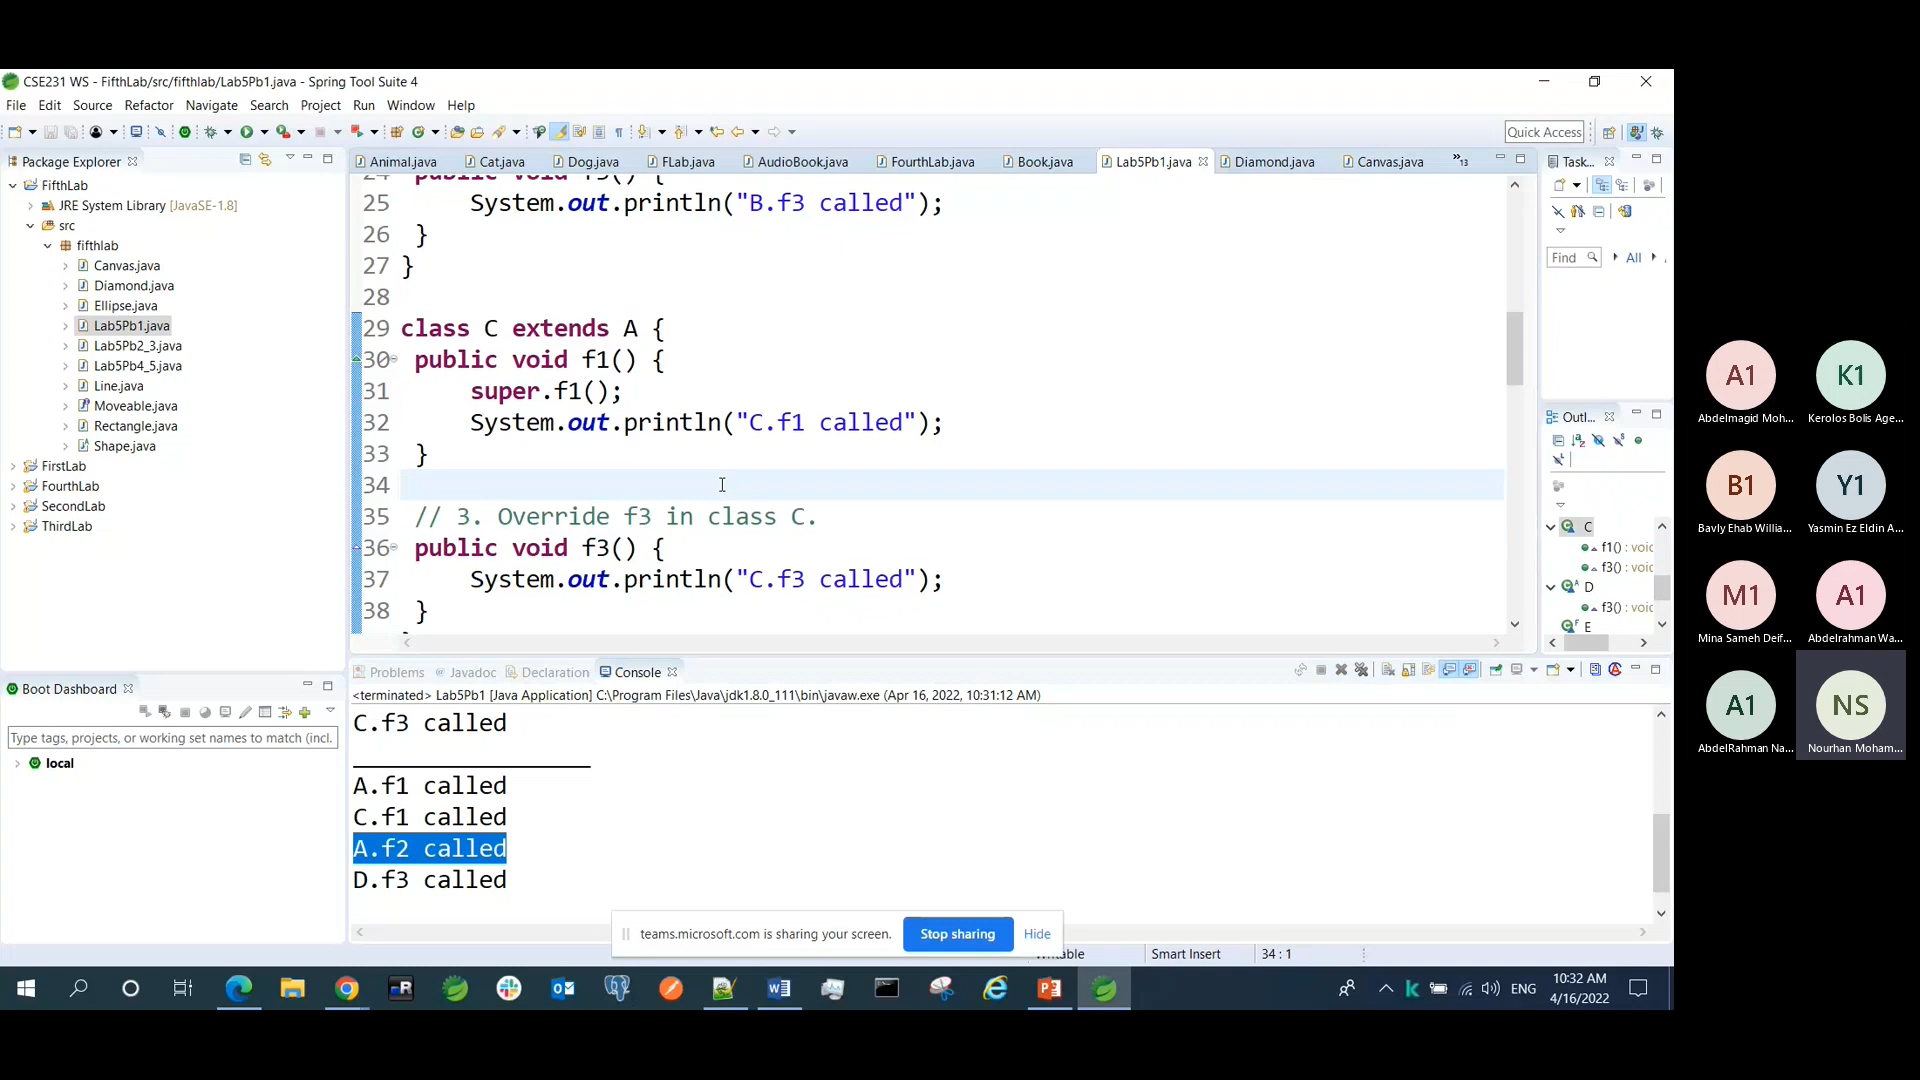 CSE231 WS - FifthLab/src/fifthlab/Lab5Pb1.java - Spring Tool Suite 4
File Edit Source Refactor Navigate Search Project Run Window Help
Quick Access
Package Explorer
FifthLab
JRE System Library [JavaSE-1.8]
src
fifthlab
Canvas.java
Diamond.java
Ellipse.java
Lab5Pb1.java
Lab5Pb2_3.java
Lab5Pb4_5.java
Line.java
Moveable.java
Rectangle.java
Shape.java
FirstLab
FourthLab
SecondLab
ThirdLab
Boot Dashboard
Type tags, projects, or working set names to match (incl.
local
Animal.java Cat.java Dog.java FLab.java AudioBook.java FourthLab.java Book.java Lab5Pb1.java Diamond.java Canvas.java »13
24 public void f3() {
25 System.out.println("B.f3 called");
26 }
27 }
28
29 class C extends A {
30 public void f1() {
31 super.f1();
32 System.out.println("C.f1 called");
33 }
34
35 // 3. Override f3 in class C.
36 public void f3() {
37 System.out.println("C.f3 called");
38 }
Task...
Find All
Outl...
C
f1() : voic
f3() : voic
D
f3() : voic
E
Problems Javadoc Declaration Console
<terminated> Lab5Pb1 [Java Application] C:\Program Files\Java\jdk1.8.0_111\bin\javaw.exe (Apr 16, 2022, 10:31:12 AM)
C.f3 called
_________________
A.f1 called
C.f1 called
A.f2 called
D.f3 called
teams.microsoft.com is sharing your screen. Stop sharing Hide
Writable Smart Insert 34 : 1
ENG
10:32 AM
4/16/2022
A1 K1
Abdelmagid Moh... Kerolos Bolis Age...
B1 Y1
Bavly Ehab Willia... Yasmin Ez Eldin A...
M1 A1
Mina Sameh Deif... Abdelrahman Wa...
A1 NS
AbdelRahman Na... Nourhan Moham...